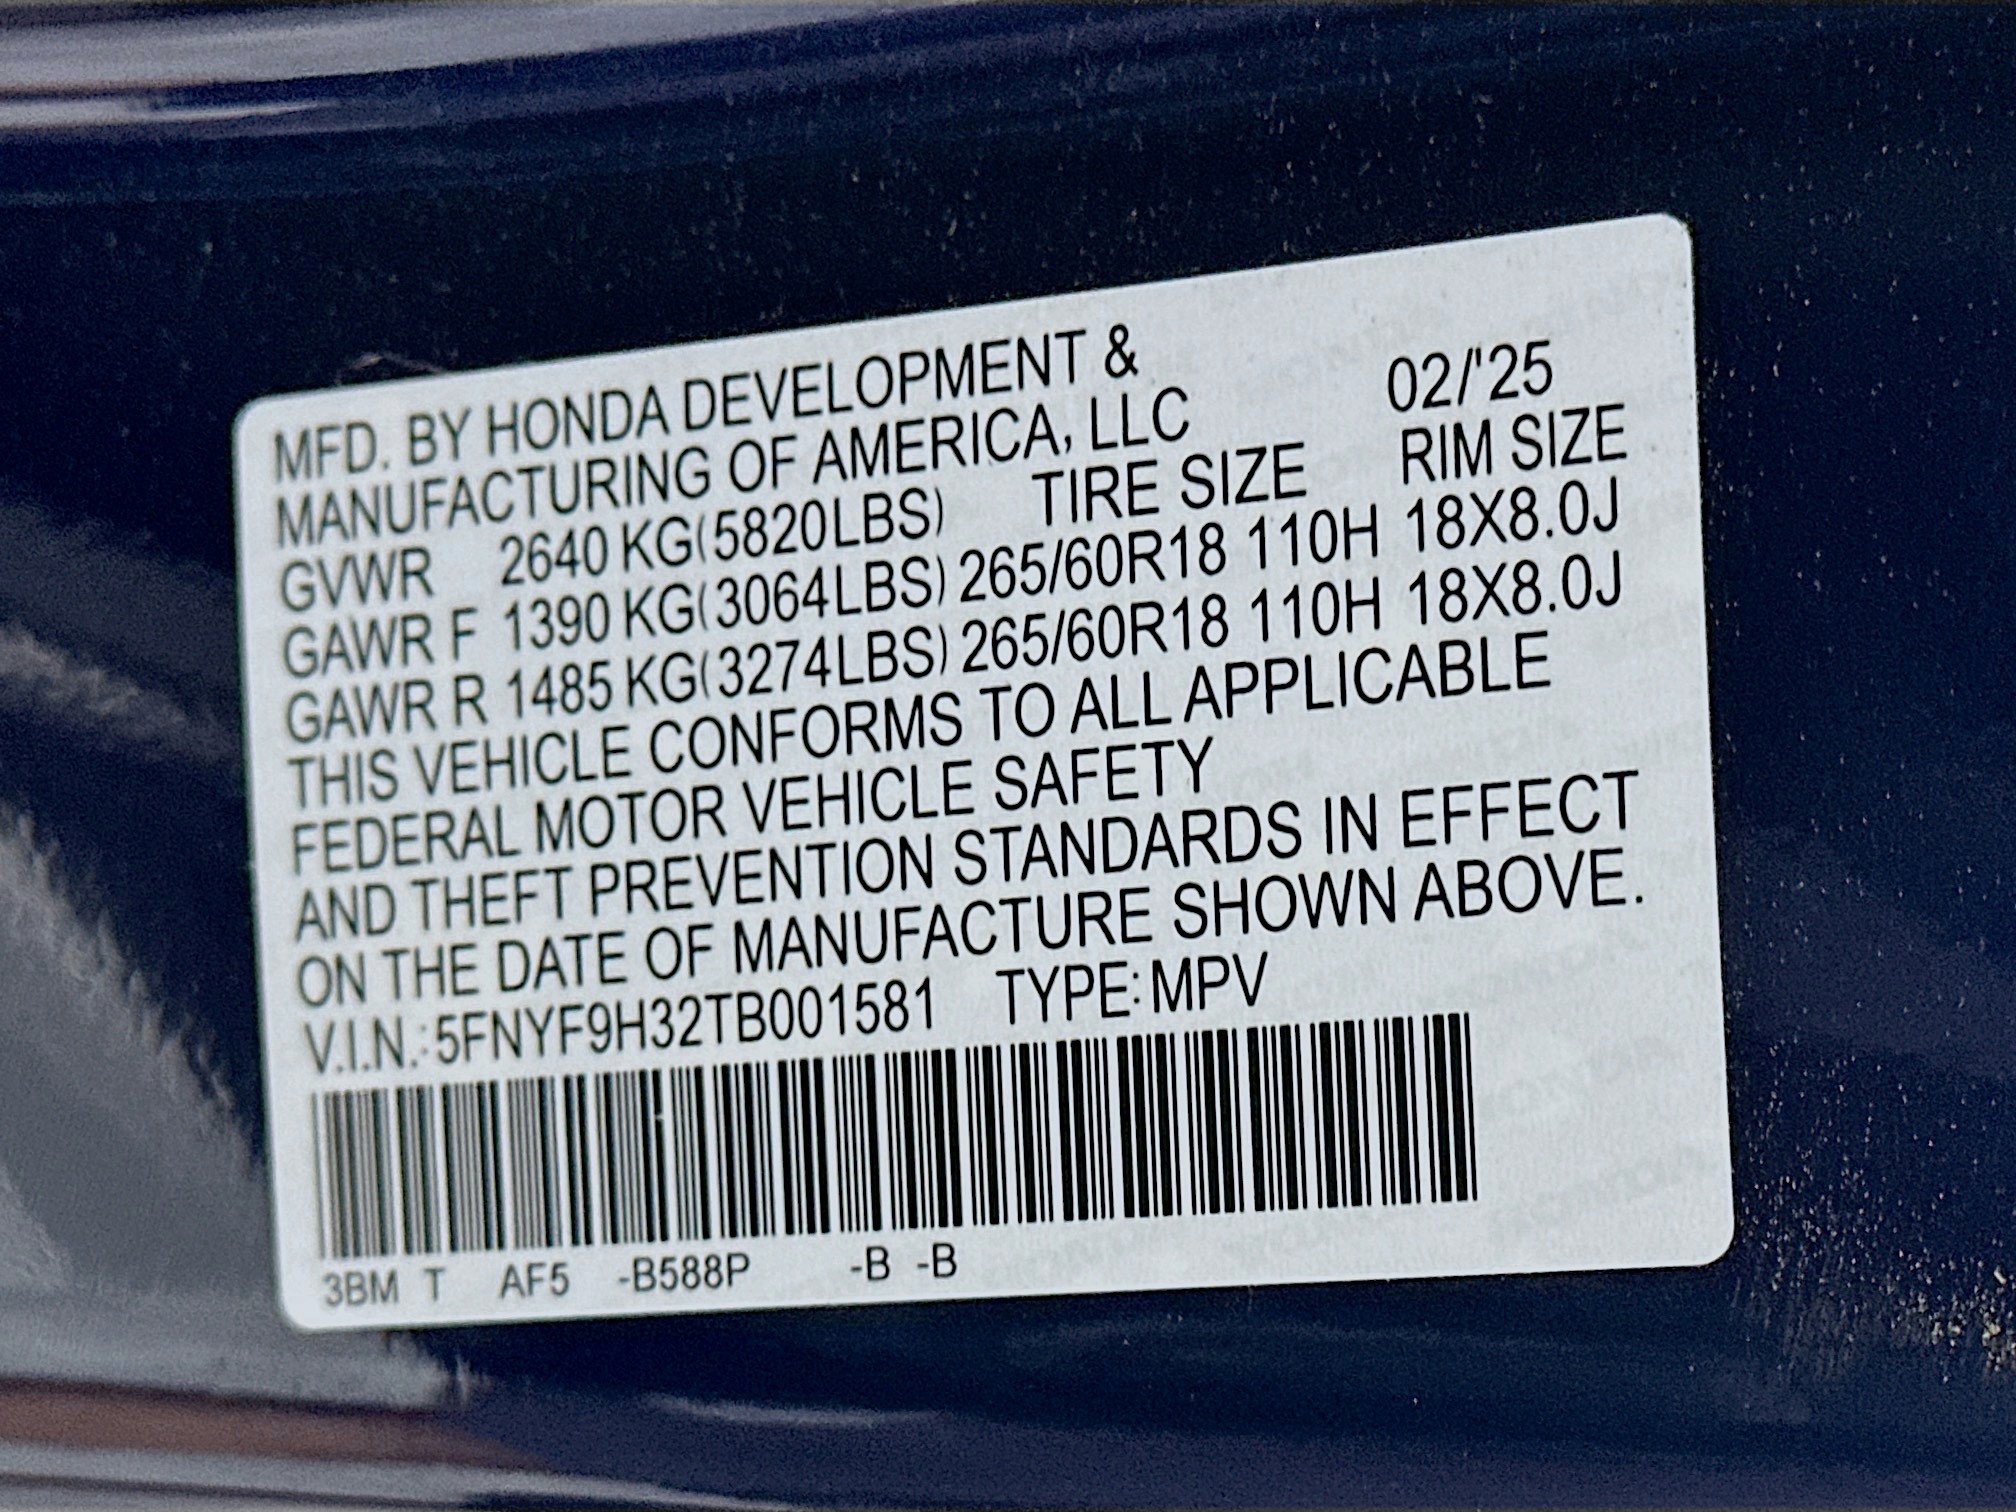 MFD. BY HONDA DEVELOPMENT &
MANUFACTURING OF AMERICA, LLC 02/'25
GVWR 2640 KG(5820LBS) TIRE SIZE RIM SIZE
GAWR F 1390 KG(3064LBS) 265/60R18 110H 18X8.0J
GAWR R 1485 KG(3274LBS) 265/60R18 110H 18X8.0J
THIS VEHICLE CONFORMS TO ALL APPLICABLE
FEDERAL MOTOR VEHICLE SAFETY
AND THEFT PREVENTION STANDARDS IN EFFECT
ON THE DATE OF MANUFACTURE SHOWN ABOVE.
V.I.N.:5FNYF9H32TB001581 TYPE:MPV
3BM T AF5 -B588P -B -B